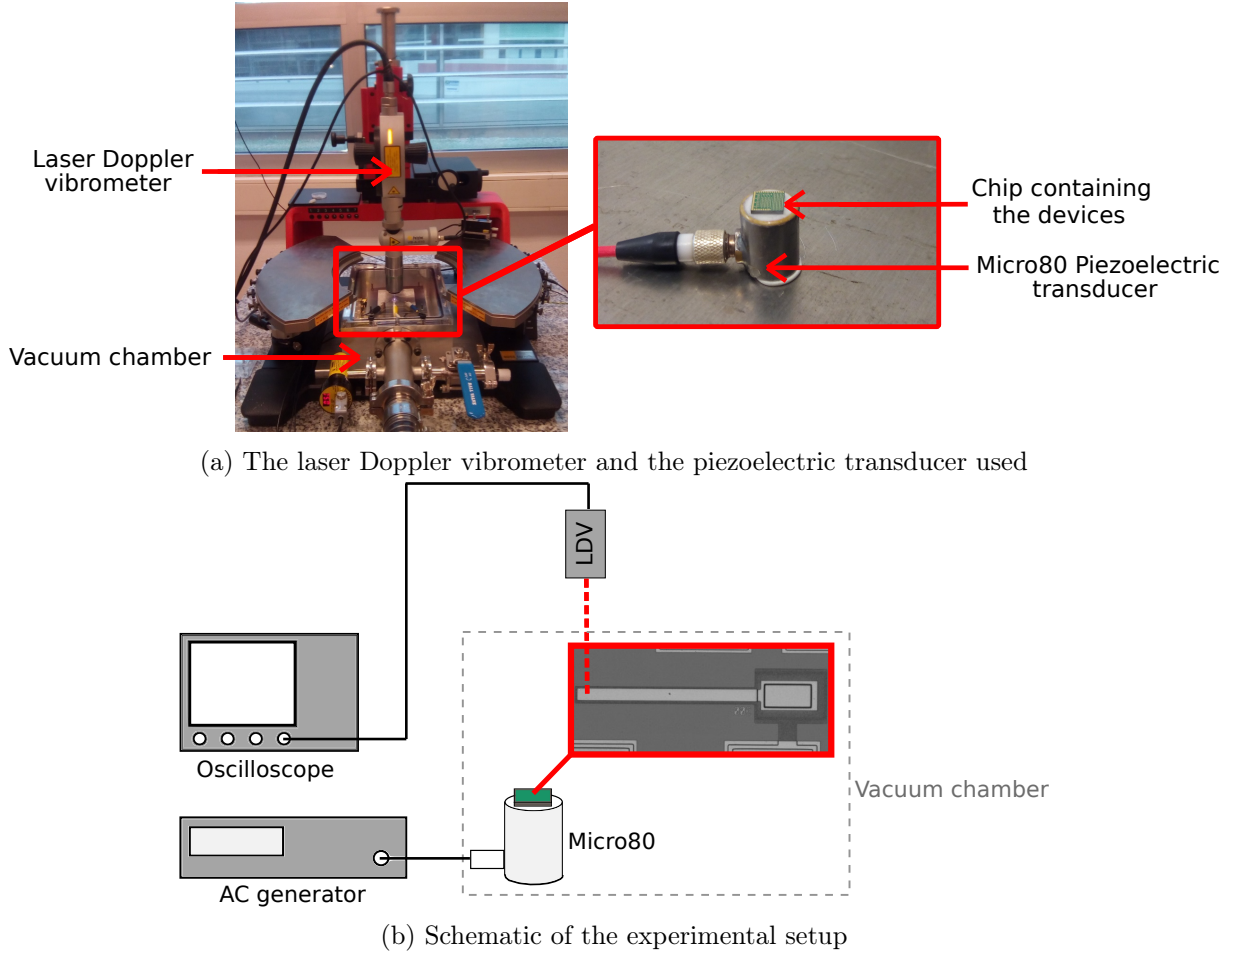 Laser Doppler
vibrometer
Chip containing
the devices
Micro80 Piezoelectric
transducer
Vacuum chamber
(a) The laser Doppler vibrometer and the piezoelectric transducer used
LDV
Oscilloscope
Vacuum chamber
Micro80
AC generator
(b) Schematic of the experimental setup